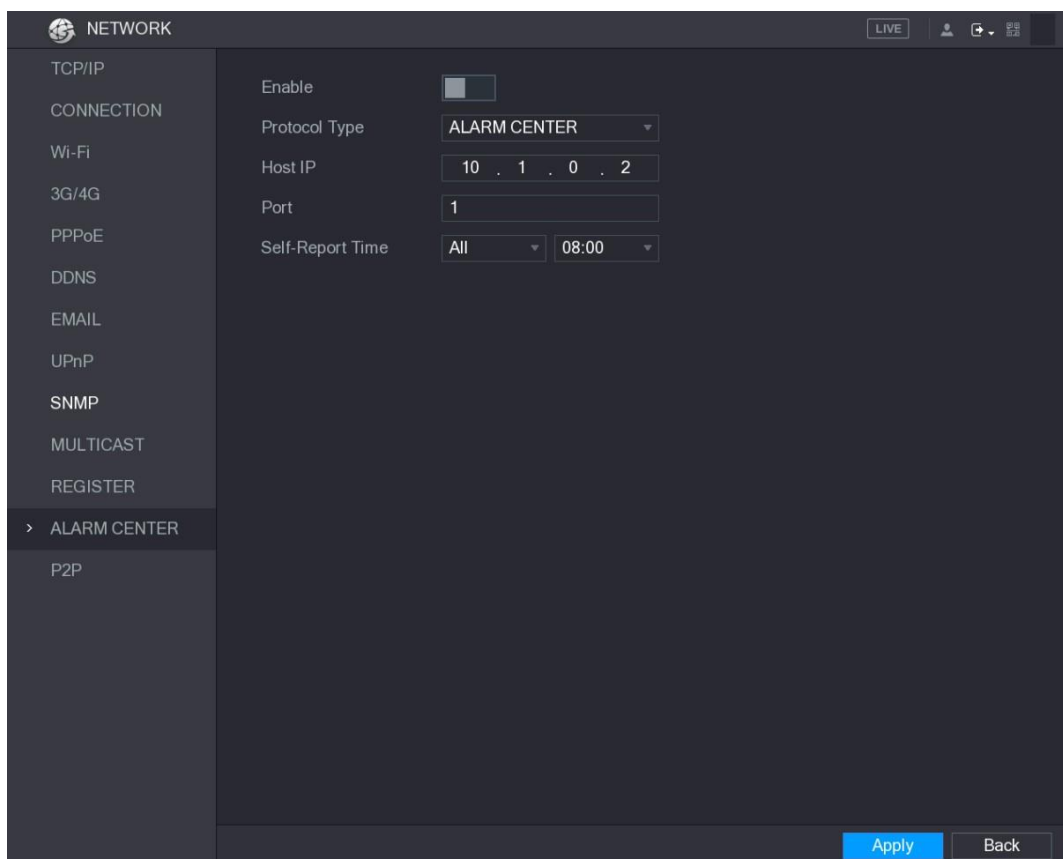 NETWORK
LIVE
TCP/IP
CONNECTION
Wi-Fi
3G/4G
PPPoE
DDNS
EMAIL
UPnP
SNMP
MULTICAST
REGISTER
> ALARM CENTER
P2P
Enable
Protocol Type ALARM CENTER
Host IP 10 . 1 . 0 . 2
Port 1
Self-Report Time All 08:00
Apply Back